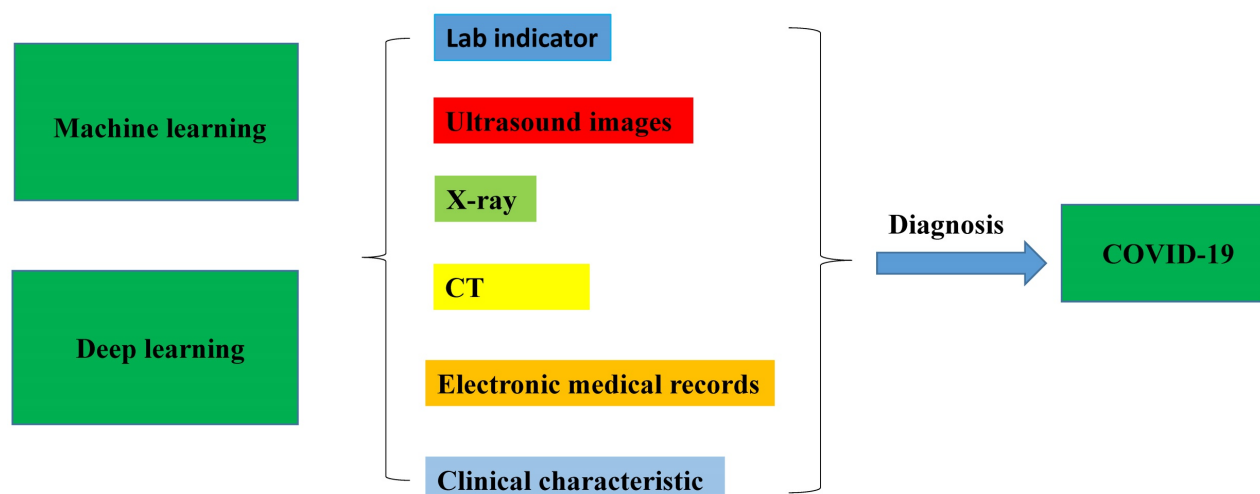 Machine learning
Deep learning
Lab indicator
Ultrasound images
X-ray
CT
Electronic medical records
Clinical characteristic
Diagnosis
COVID-19